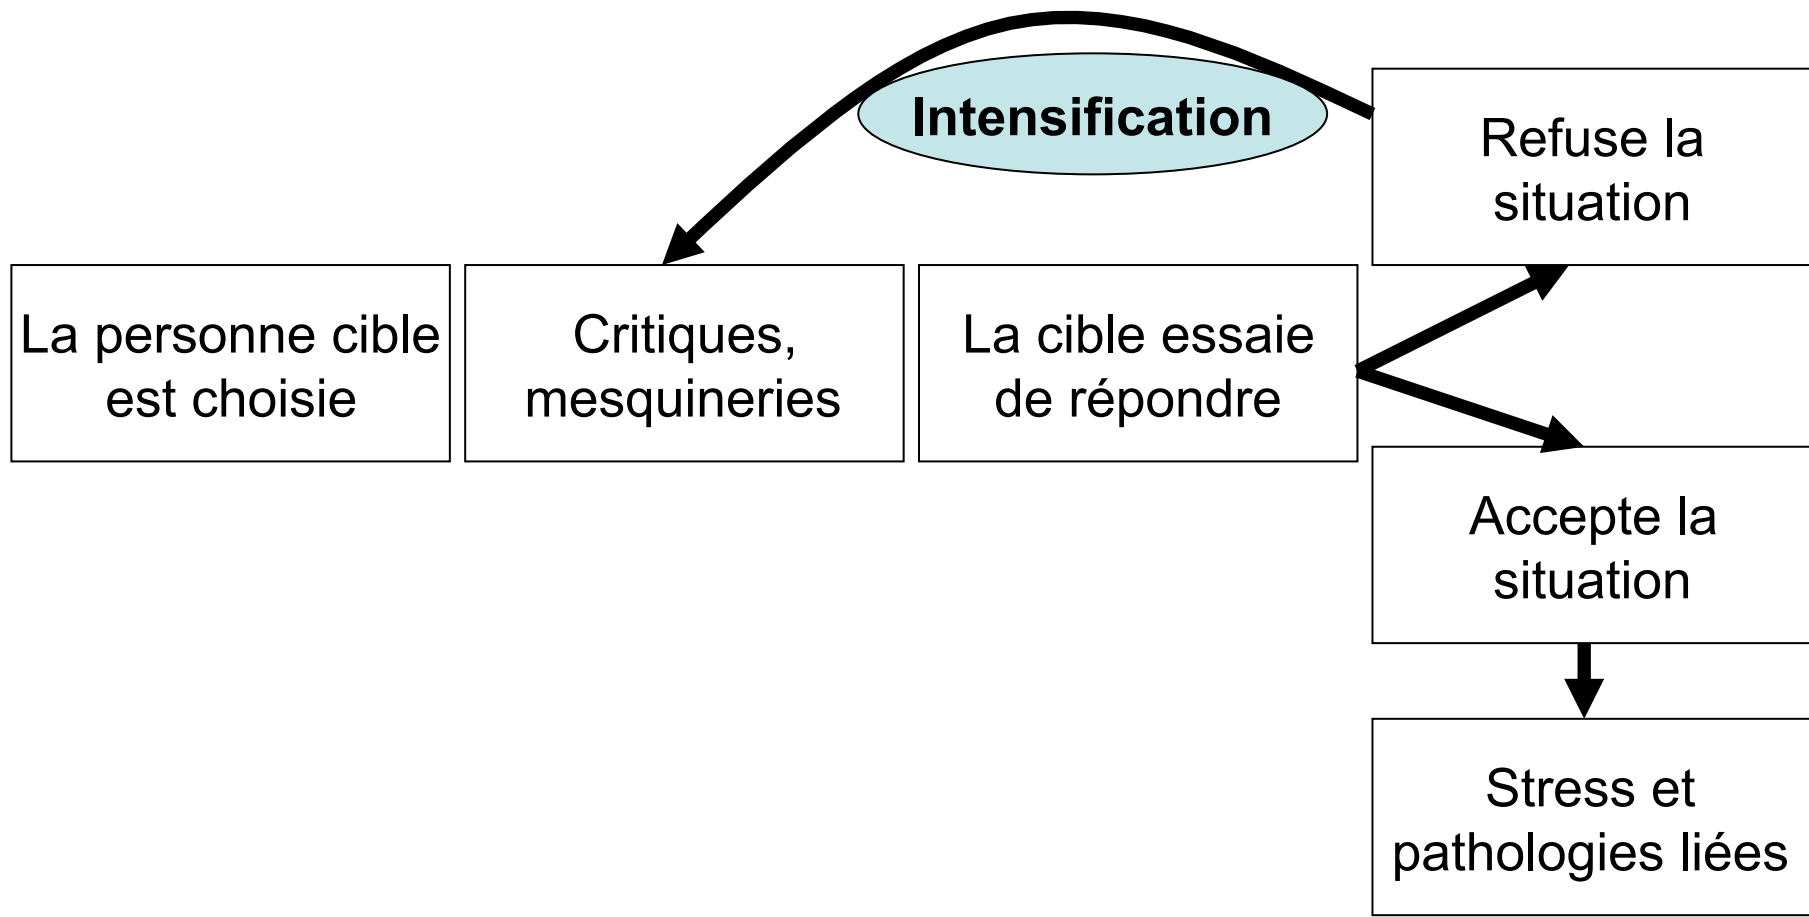 Intensification
Refuse la
situation
La personne cible
est choisie
Critiques,
mesquineries
La cible essaie
de répondre
Accepte la
situation
Stress et
pathologies liées